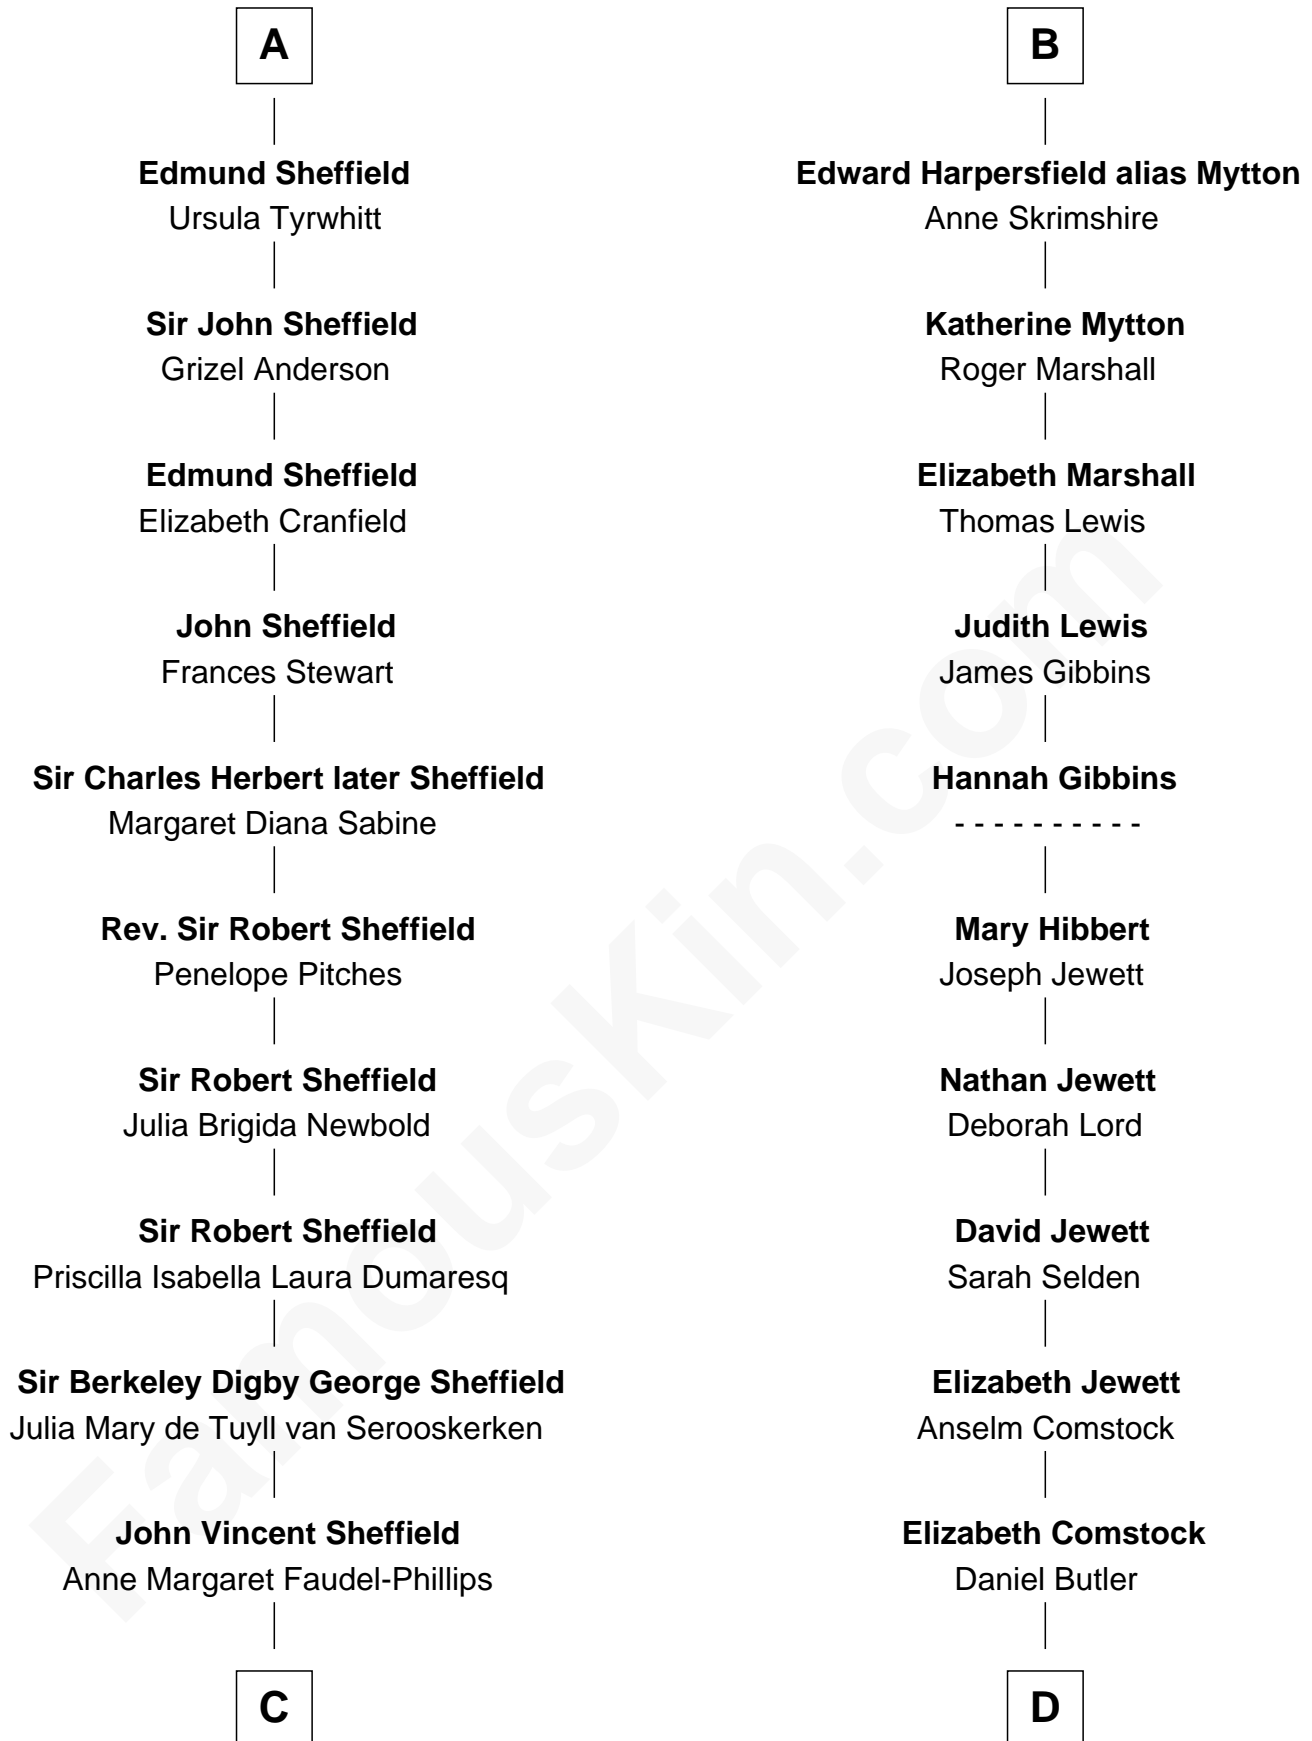 A
Edmund Sheffield
Ursula Tyrwhitt
Sir John Sheffield
Grizel Anderson
Edmund Sheffield
Elizabeth Cranfield
John Sheffield
Frances Stewart
Sir Charles Herbert later Sheffield
Margaret Diana Sabine
Rev. Sir Robert Sheffield
Penelope Pitches
Sir Robert Sheffield
Julia Brigida Newbold
Sir Robert Sheffield
Priscilla Isabella Laura Dumaresq
Sir Berkeley Digby George Sheffield
Julia Mary de Tuyll van Serooskerken
John Vincent Sheffield
Anne Margaret Faudel-Phillips
C
B
Edward Harpersfield alias Mytton
Anne Skrimshire
Katherine Mytton
Roger Marshall
Elizabeth Marshall
Thomas Lewis
Judith Lewis
James Gibbins
Hannah Gibbins
- - - - - - - - - -
Mary Hibbert
Joseph Jewett
Nathan Jewett
Deborah Lord
David Jewett
Sarah Selden
Elizabeth Jewett
Anselm Comstock
Elizabeth Comstock
Daniel Butler
D
FamousKin.com